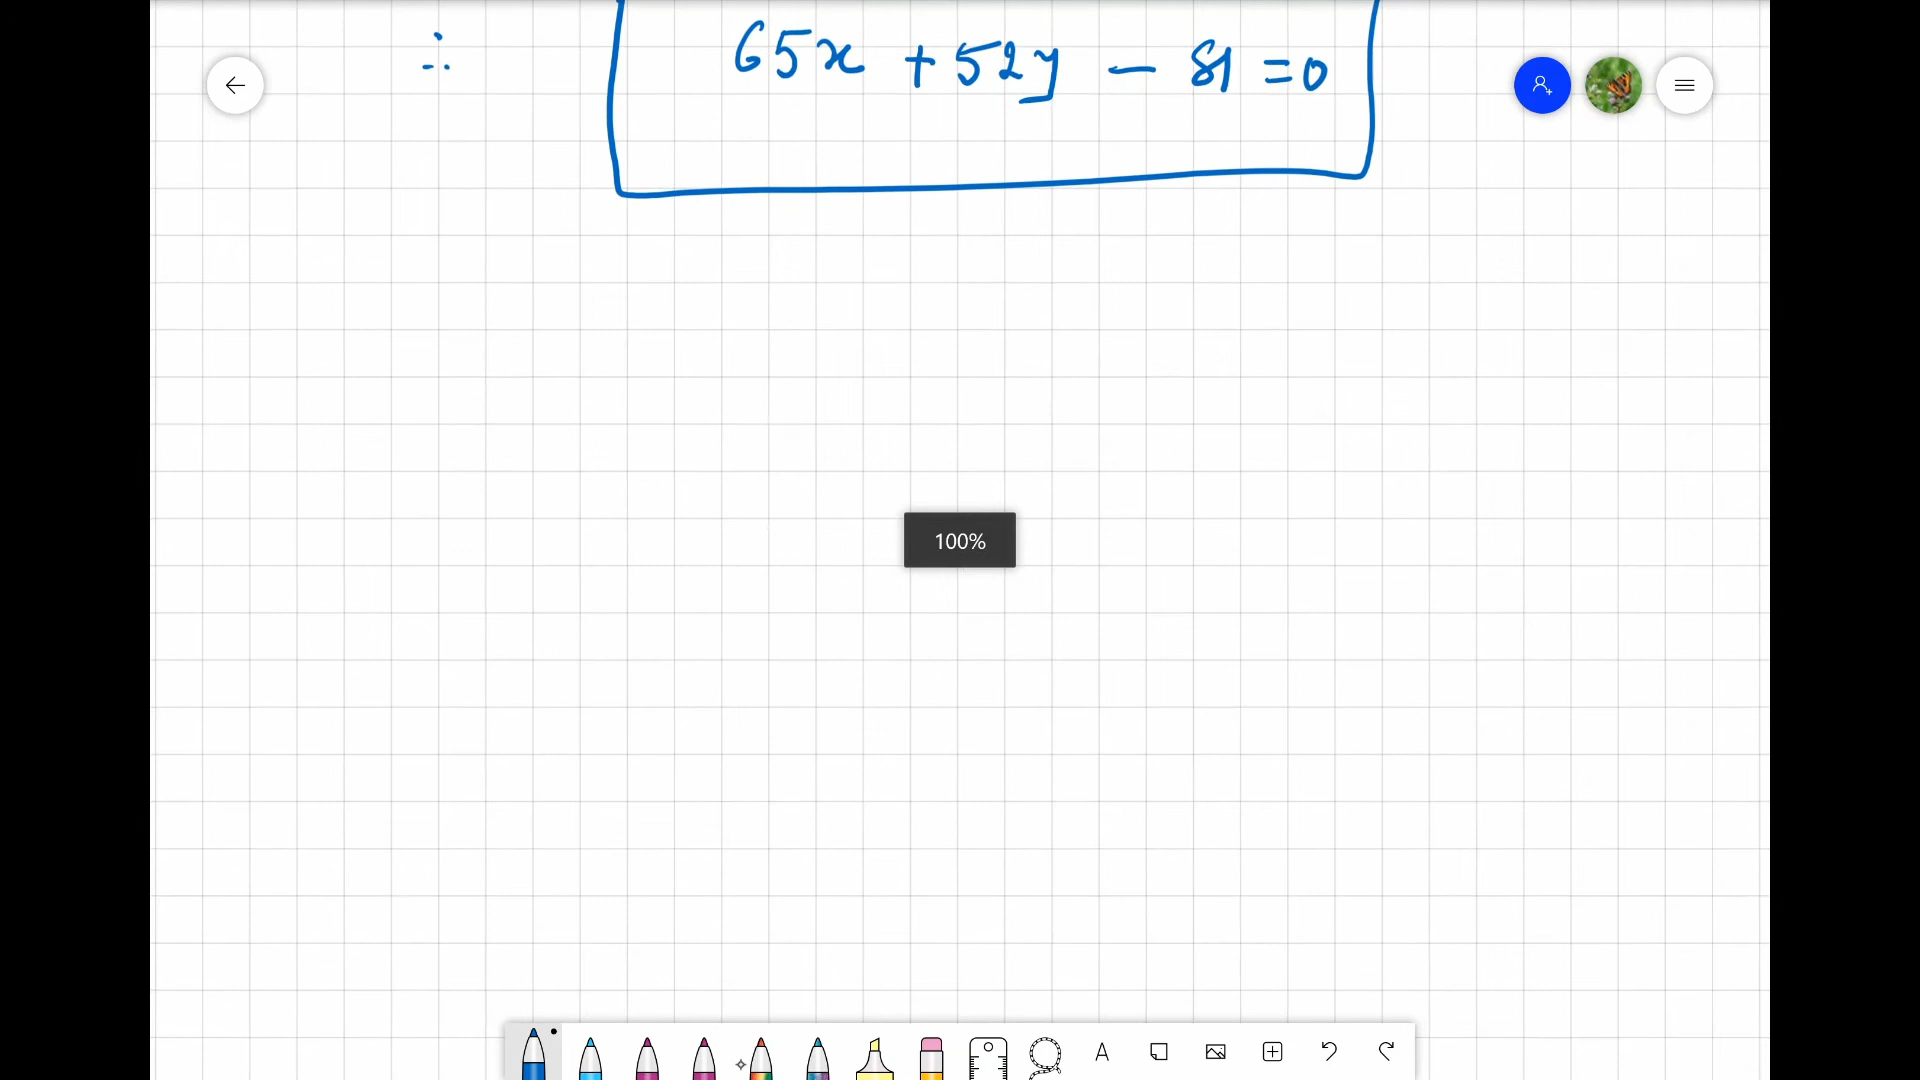 ∴ 65x + 52y - 81 = 0
100%
A